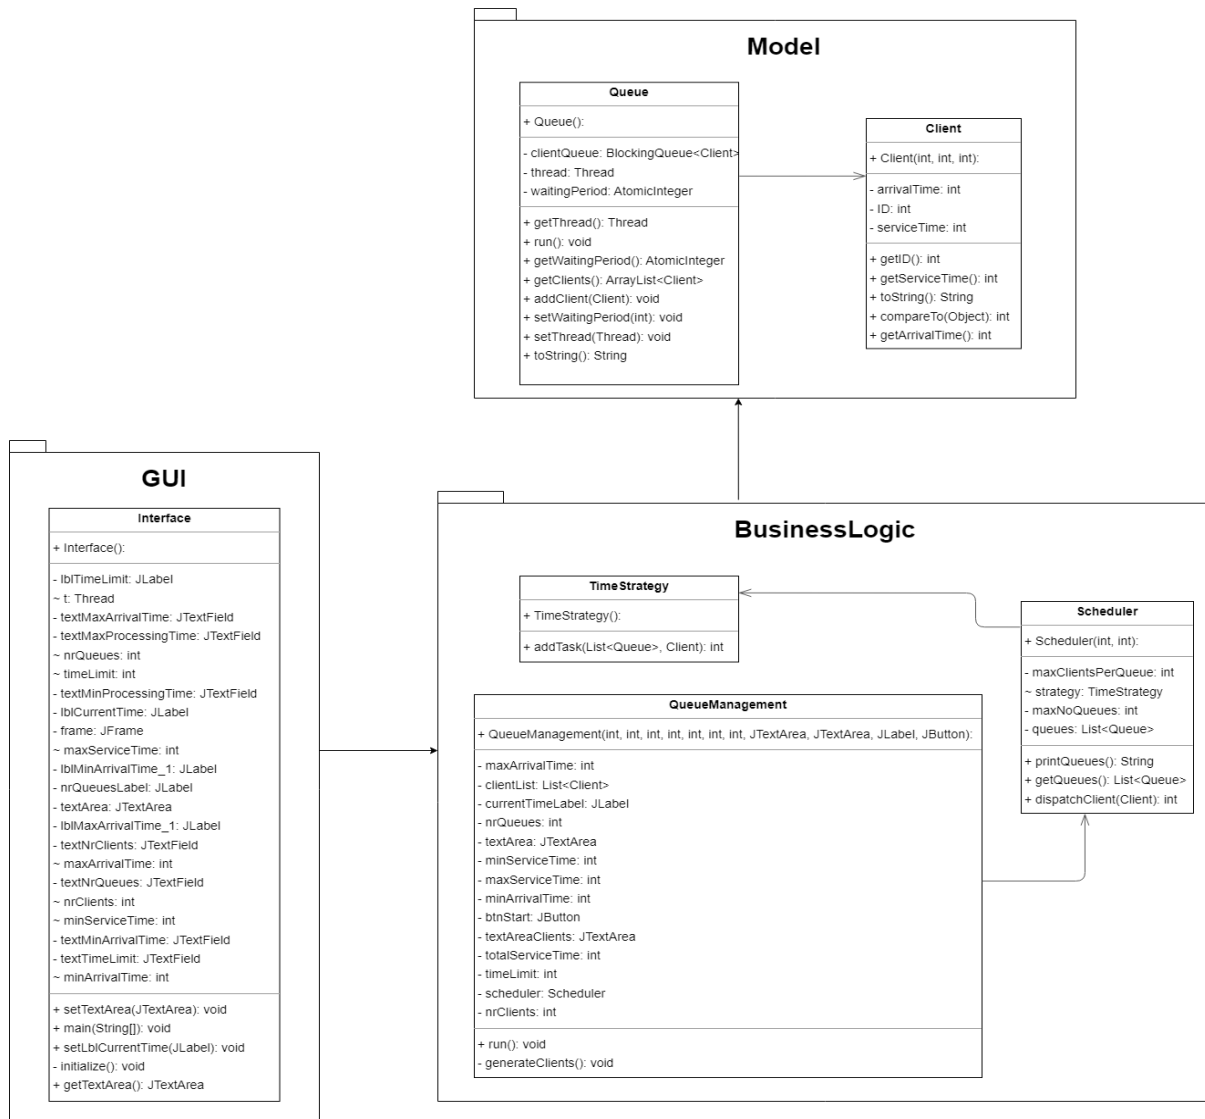 Model
Queue
+ Queue():
- clientQueue: BlockingQueue<Client>
- thread: Thread
- waitingPeriod: AtomicInteger
+ getThread(): Thread
+ run(): void
+ getWaitingPeriod(): AtomicInteger
+ getClients(): ArrayList<Client>
+ addClient(Client): void
+ setWaitingPeriod(int): void
+ setThread(Thread): void
+ toString(): String
Client
+ Client(int, int, int):
- arrivalTime: int
- ID: int
- serviceTime: int
+ getID(): int
+ getServiceTime(): int
+ toString(): String
+ compareTo(Object): int
+ getArrivalTime(): int
GUI
Interface
+ Interface():
- lblTimeLimit: JLabel
~ t: Thread
- textMaxArrivalTime: JTextField
- textMaxProcessingTime: JTextField
~ nrQueues: int
~ timeLimit: int
- textMinProcessingTime: JTextField
- lblCurrentTime: JLabel
- frame: JFrame
~ maxServiceTime: int
- lblMinArrivalTime_1: JLabel
- nrQueuesLabel: JLabel
- textArea: JTextArea
- lblMaxArrivalTime_1: JLabel
- textNrClients: JTextField
~ maxArrivalTime: int
- textNrQueues: JTextField
~ nrClients: int
~ minServiceTime: int
- textMinArrivalTime: JTextField
- textTimeLimit: JTextField
~ minArrivalTime: int
+ setTextArea(JTextArea): void
+ main(String[]): void
+ setLblCurrentTime(JLabel): void
- initialize(): void
+ getTextArea(): JTextArea
BusinessLogic
TimeStrategy
+ TimeStrategy():
+ addTask(List<Queue>, Client): int
Scheduler
+ Scheduler(int, int):
- maxClientsPerQueue: int
~ strategy: TimeStrategy
- maxNoQueues: int
- queues: List<Queue>
+ printQueues(): String
+ getQueues(): List<Queue>
+ dispatchClient(Client): int
QueueManagement
+ QueueManagement(int, int, int, int, int, int, int, JTextArea, JTextArea, JLabel, JButton):
- maxArrivalTime: int
- clientList: List<Client>
- currentTimeLabel: JLabel
- nrQueues: int
- textArea: JTextArea
- minServiceTime: int
- maxServiceTime: int
- minArrivalTime: int
- btnStart: JButton
- textAreaClients: JTextArea
- totalServiceTime: int
- timeLimit: int
- scheduler: Scheduler
- nrClients: int
+ run(): void
- generateClients(): void